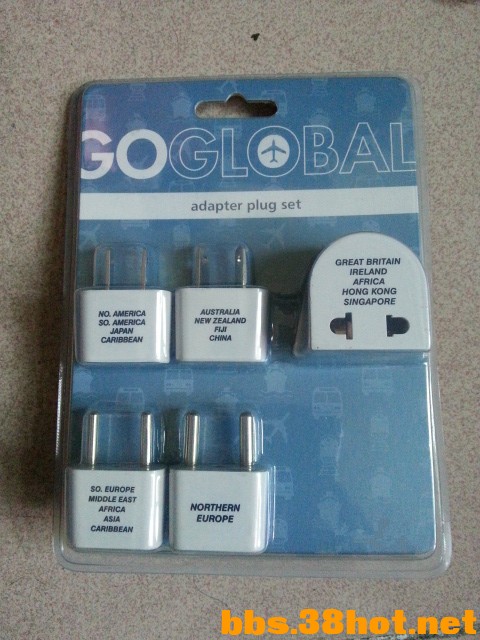 GOGLOBAL
adapter plug set
NO. AMERICA
SO. AMERICA
JAPAN
CARIBBEAN
AUSTRALIA
NEW ZEALAND
FIJI
CHINA
GREAT BRITAIN
IRELAND
AFRICA
HONG KONG
SINGAPORE
SO. EUROPE
MIDDLE EAST
AFRICA
ASIA
CARIBBEAN
NORTHERN
EUROPE
bbs.38hot.net